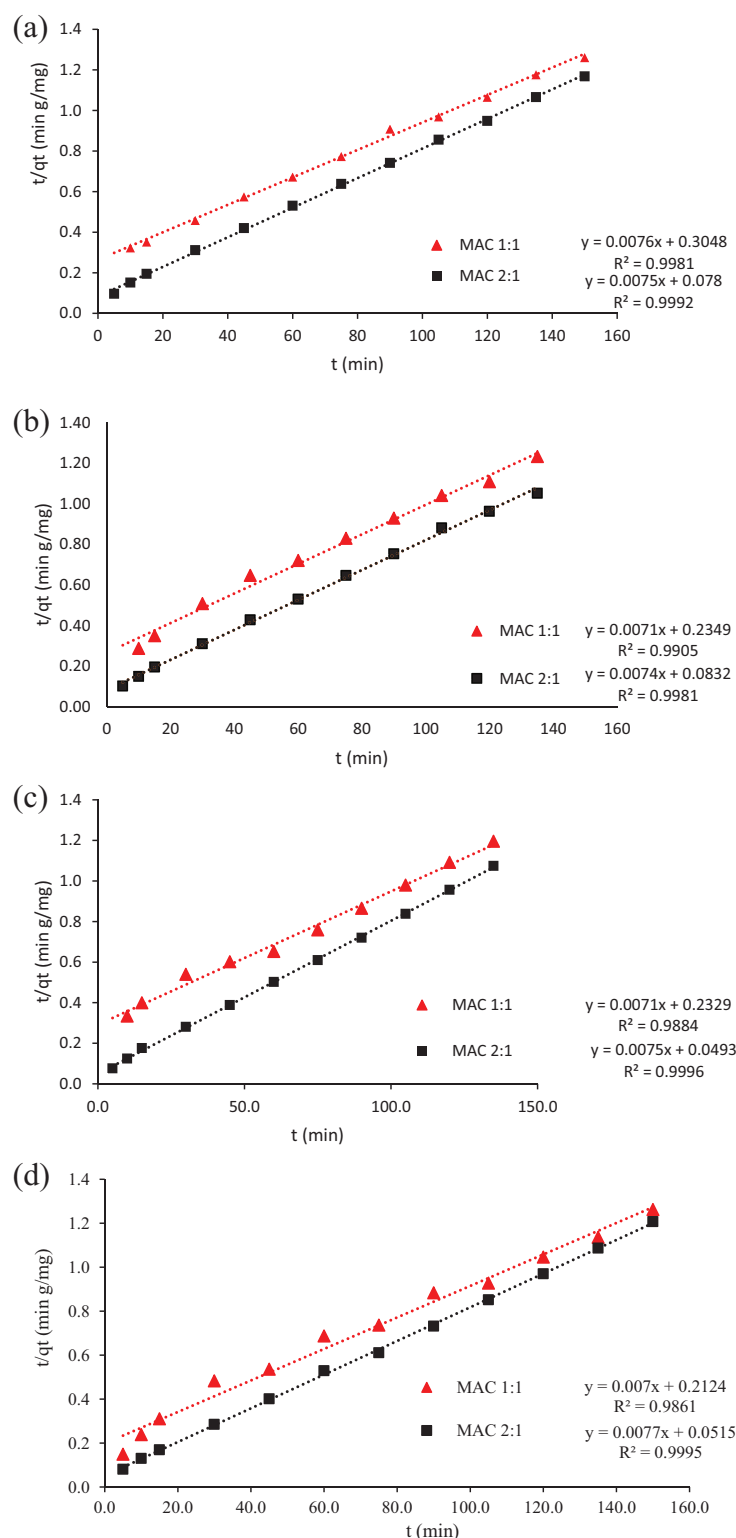 (a)
1.4
1.2
1.0
0.8
0.6
0.4
0.2
0.0
t/qt (min g/mg)
MAC 1:1 y = 0.0076x + 0.3048
R² = 0.9981
MAC 2:1 y = 0.0075x + 0.078
R² = 0.9992
0 20 40 60 80 100 120 140 160
t (min)
(b)
1.40
1.20
1.00
0.80
0.60
0.40
0.20
0.00
t/qt (min g/mg)
MAC 1:1 y = 0.0071x + 0.2349
R² = 0.9905
MAC 2:1 y = 0.0074x + 0.0832
R² = 0.9981
0 20 40 60 80 100 120 140 160
t (min)
(c)
1.4
1.2
1.0
0.8
0.6
0.4
0.2
0.0
t/qt (min g/mg)
MAC 1:1 y = 0.0071x + 0.2329
R² = 0.9884
MAC 2:1 y = 0.0075x + 0.0493
R² = 0.9996
0.0 50.0 100.0 150.0
t (min)
(d)
1.4
1.2
1.0
0.8
0.6
0.4
0.2
0.0
t/qt (min g/mg)
MAC 1:1 y = 0.007x + 0.2124
R² = 0.9861
MAC 2:1 y = 0.0077x + 0.0515
R² = 0.9995
0.0 20.0 40.0 60.0 80.0 100.0 120.0 140.0 160.0
t (min)